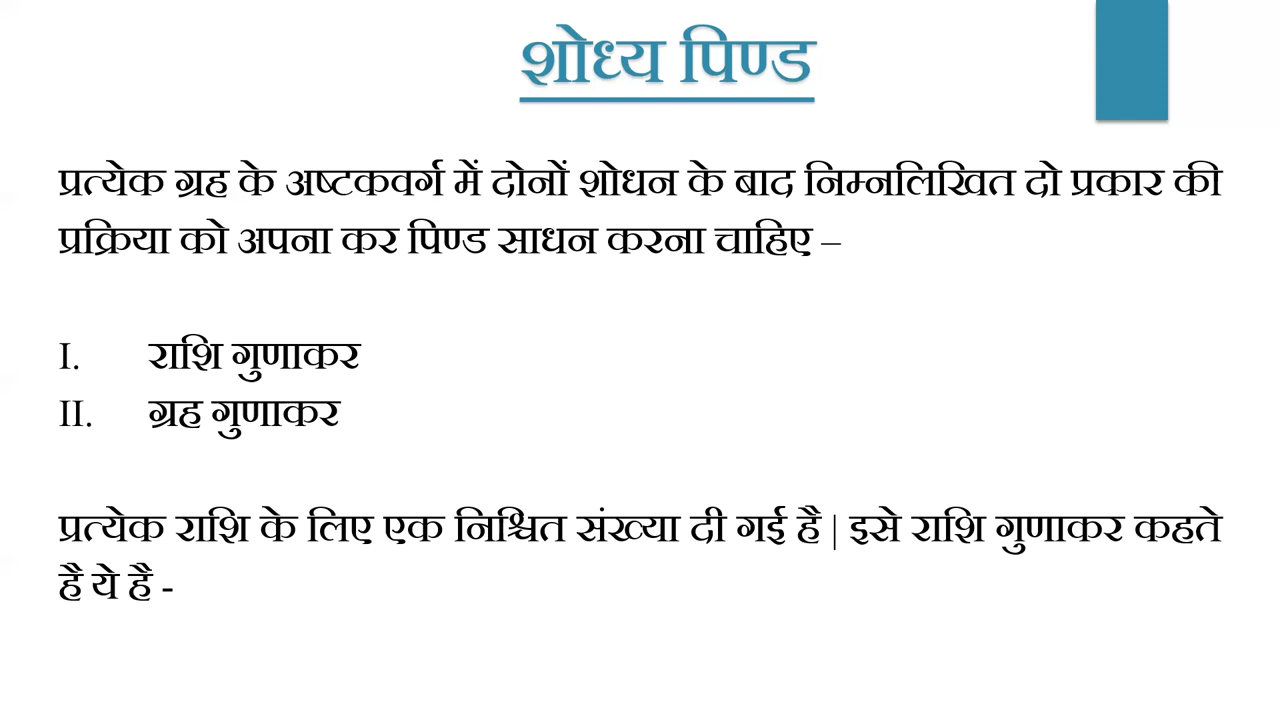 शोध्य पिण्ड
प्रत्येक ग्रह के अष्टकवर्ग में दोनों शोधन के बाद निम्नलिखित दो प्रकार की
प्रक्रिया को अपना कर पिण्ड साधन करना चाहिए –
I. राशि गुणाकर
II. ग्रह गुणाकर
प्रत्येक राशि के लिए एक निश्चित संख्या दी गई है | इसे राशि गुणाकर कहते
है ये है -